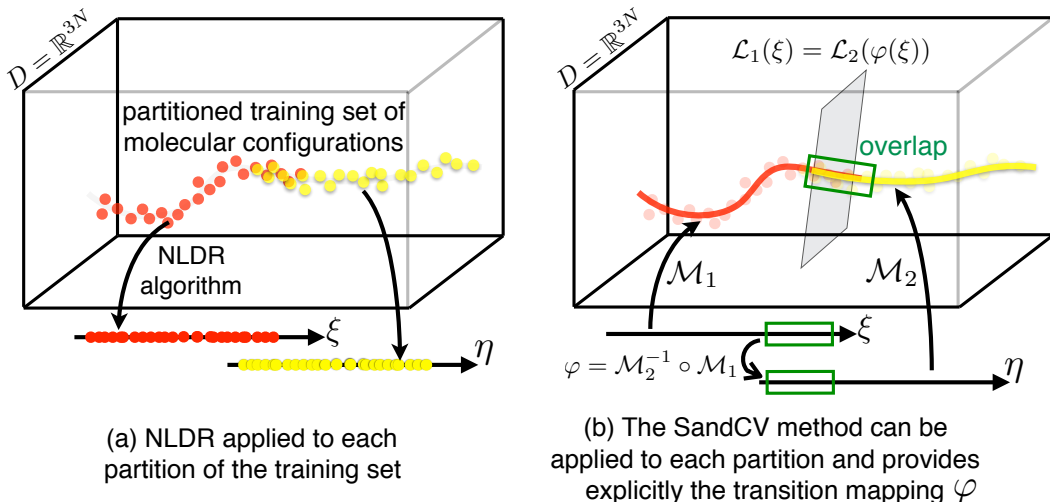 D = ℝ^{3N}
partitioned training set of
molecular configurations
NLDR
algorithm
ξ
η
(a) NLDR applied to each
partition of the training set
D = ℝ^{3N}
ℒ₁(ξ) = ℒ₂(φ(ξ))
overlap
ℳ₁
ℳ₂
ξ
φ = ℳ₂⁻¹ ∘ ℳ₁
η
(b) The SandCV method can be
applied to each partition and provides
explicitly the transition mapping φ